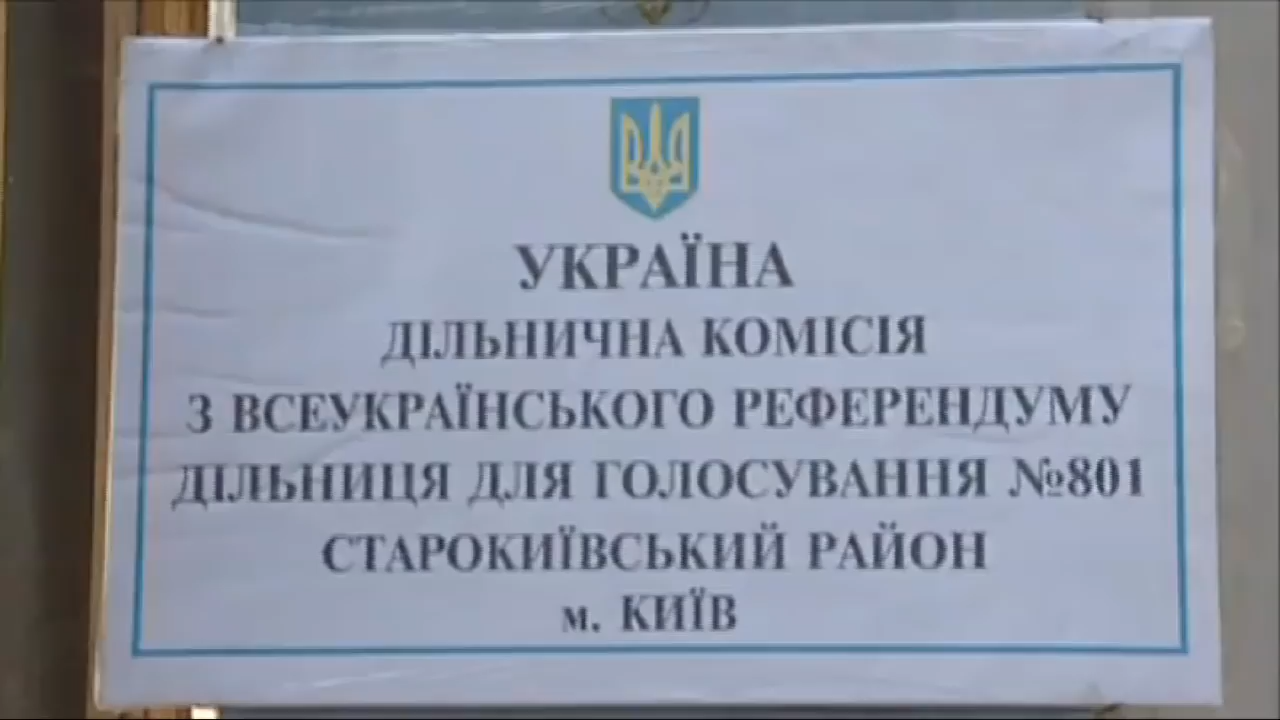 УКРАЇНА
ДІЛЬНИЧНА КОМІСІЯ
З ВСЕУКРАЇНСЬКОГО РЕФЕРЕНДУМУ
ДІЛЬНИЦЯ ДЛЯ ГОЛОСУВАННЯ №801
СТАРОКИЇВСЬКИЙ РАЙОН
м. КИЇВ